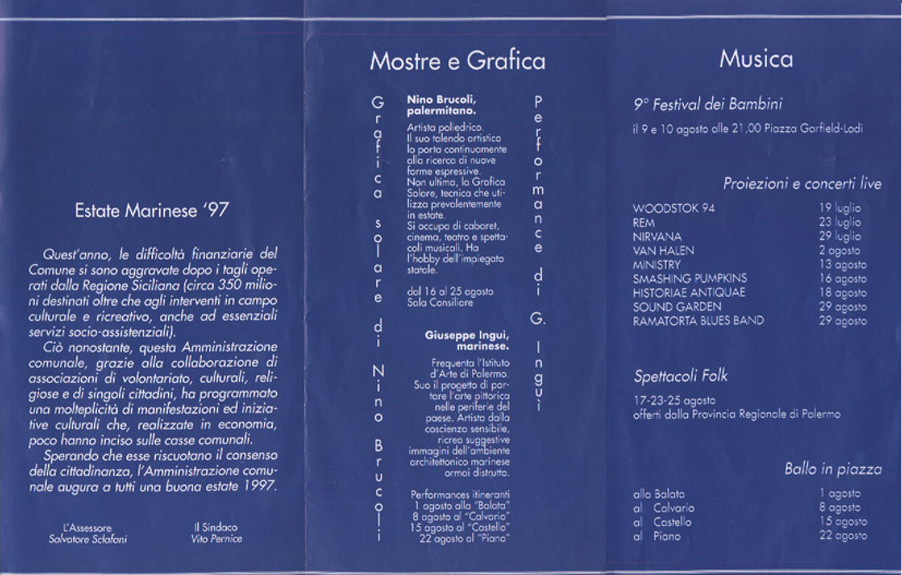 Estate Marinese '97
Quest'anno, le difficoltà finanziarie del
Comune si sono aggravate dopo i tagli ope-
rati dalla Regione Siciliana (circa 350 milio-
ni destinati oltre che agli interventi in campo
culturale e ricreativo, anche ad essenziali
servizi socio-assistenziali).
Ciò nonostante, questa Amministrazione
comunale, grazie alla collaborazione di
associazioni di volontariato, culturali, reli-
giose e di singoli cittadini, ha programmato
una molteplicità di manifestazioni ed inizia-
tive culturali che, realizzate in economia,
poco hanno inciso sulle casse comunali.
Sperando che esse riscuotano il consenso
della cittadinanza, l'Amministrazione comu-
nale augura a tutti una buona estate 1997.
L'Assessore Il Sindaco
Salvatore Sclafani Vito Pernice
Mostre e Grafica
Grafica solare di Nino Brucoli
Nino Brucoli,
palermitano.
Artista poliedrico.
Il suo talendo artistico
lo porta continuamente
alla ricerca di nuove
forme espressive.
Non ultima, la Grafica
Solare, tecnica che uti-
lizza prevalentemente
in estate.
Si occupa di cabaret,
cinema, teatro e spetta-
coli musicali. Ha
l'hobby dell'impiegato
statale.
dal 16 al 25 agosto
Sala Consiliare
Performance di G. Inguì
Giuseppe Ingui,
marinese.
Frequenta l'Istituto
d'Arte di Palermo.
Suo il progetto di por-
tare l'arte pittorica
nelle periferie del
paese. Artista dalla
coscienza sensibile,
ricrea suggestive
immagini dell'ambiente
architettonico marinese
ormai distrutto.
Performances itineranti
1 agosto alla "Balata"
8 agosto al "Calvario"
15 agosto al "Castello"
22 agosto al "Piano"
Musica
9° Festival dei Bambini
il 9 e 10 agosto alle 21,00 Piazza Garfield-Lodi
Proiezioni e concerti live
WOODSTOK 94 19 luglio
REM 23 luglio
NIRVANA 29 luglio
VAN HALEN 2 agosto
MINISTRY 13 agosto
SMASHING PUMPKINS 16 agosto
HISTORIAE ANTIQUAE 18 agosto
SOUND GARDEN 29 agosto
RAMATORTA BLUES BAND 29 agosto
Spettacoli Folk
17-23-25 agosto
offerti dalla Provincia Regionale di Palermo
Ballo in piazza
alla Balata 1 agosto
al Calvario 8 agosto
al Castello 15 agosto
al Piano 22 agosto